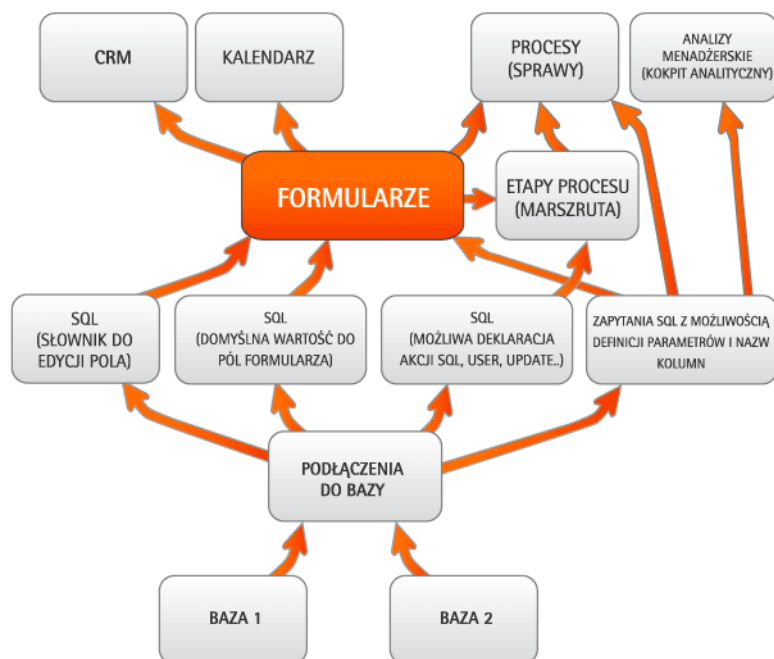 CRM
KALENDARZ
PROCESY
(SPRAWY)
ANALIZY
MENADŻERSKIE
(KOKPIT ANALITYCZNY)
FORMULARZE
ETAPY PROCESU
(MARSZRUTA)
SQL
(SŁOWNIK DO
EDYCJI POLA)
SQL
(DOMYŚLNA WARTOŚĆ DO
PÓL FORMULARZA)
SQL
(MOŻLIWA DEKLARACJA
AKCJI SQL, USER, UPDATE..)
ZAPYTANIA SQL Z MOŻLIWOŚCIĄ
DEFINICJI PARAMETRÓW I NAZW
KOLUMN
PODŁĄCZENIA
DO BAZY
BAZA 1
BAZA 2